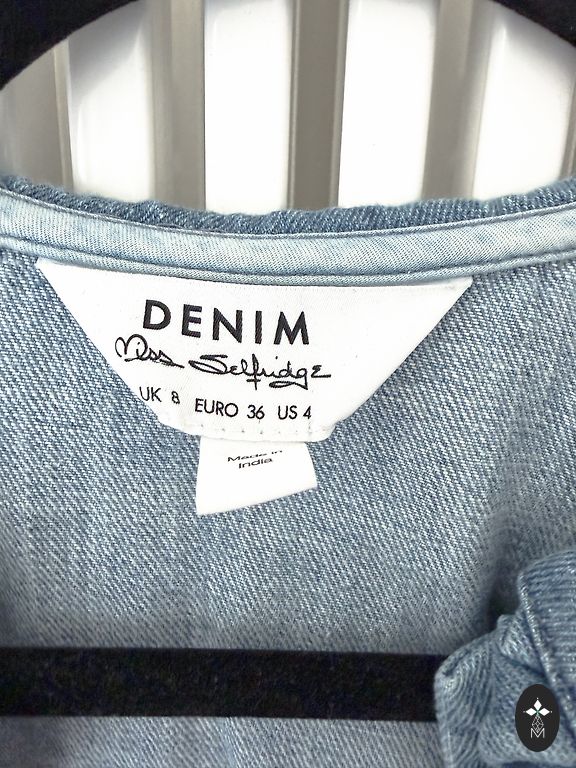 DENIM
Miss Selfridge
UK 8 EURO 36 US 4
Made in
India
M